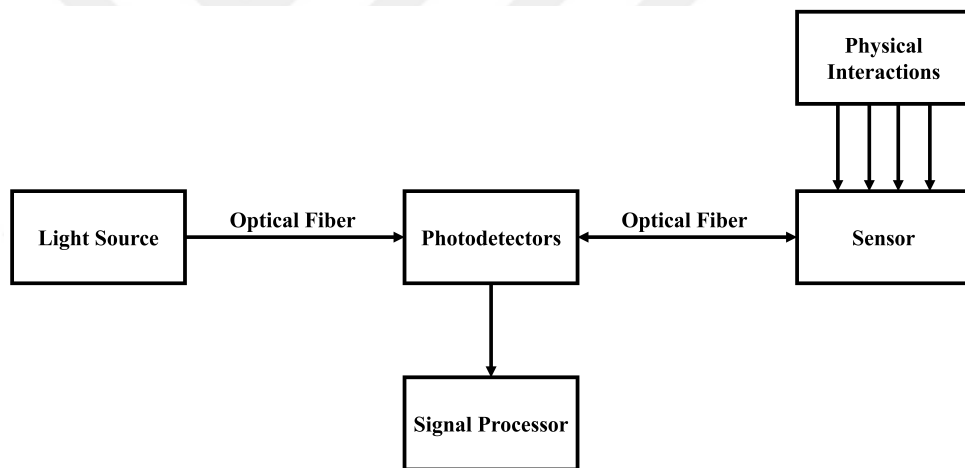 Physical
Interactions
Optical Fiber
Optical Fiber
Light Source
Photodetectors
Sensor
Signal Processor